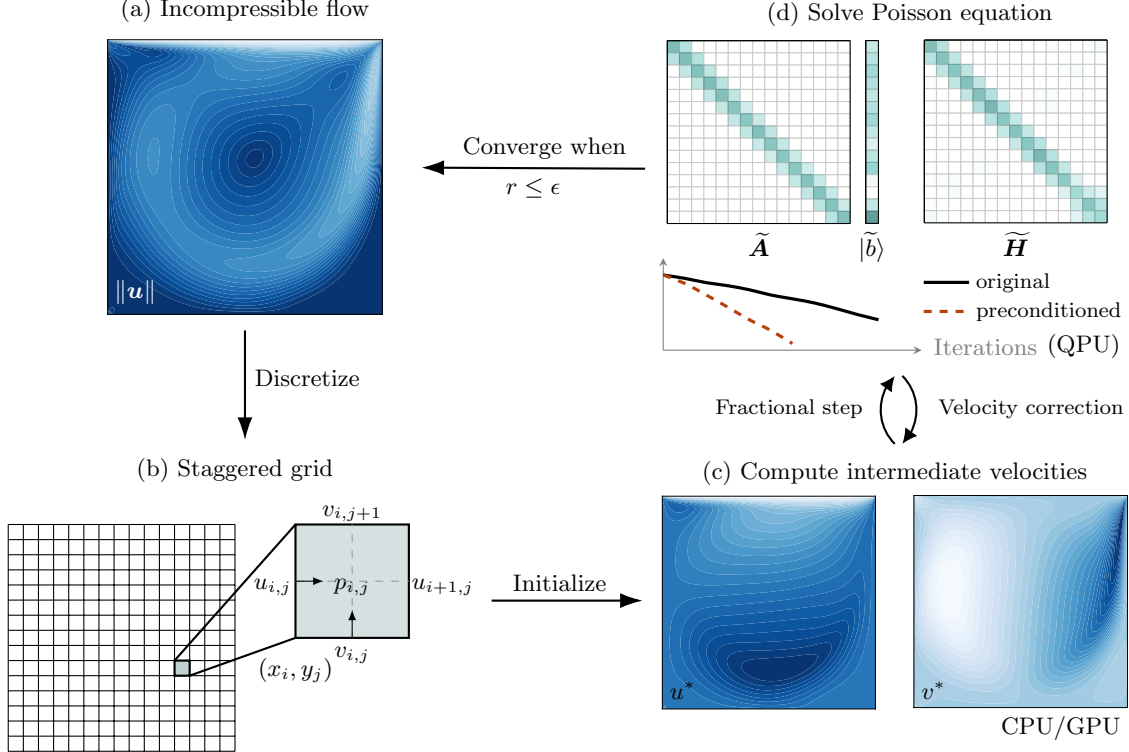 (a) Incompressible flow
‖u‖
Discretize
(b) Staggered grid
v_{i,j+1}
u_{i,j}
p_{i,j}
u_{i+1,j}
v_{i,j}
(x_i, y_j)
Initialize
(c) Compute intermediate velocities
u*
v*
CPU/GPU
Fractional step
Velocity correction
(d) Solve Poisson equation
Ã
|b̃⟩
H̃
original
preconditioned
Iterations (QPU)
Converge when
r ≤ ϵ